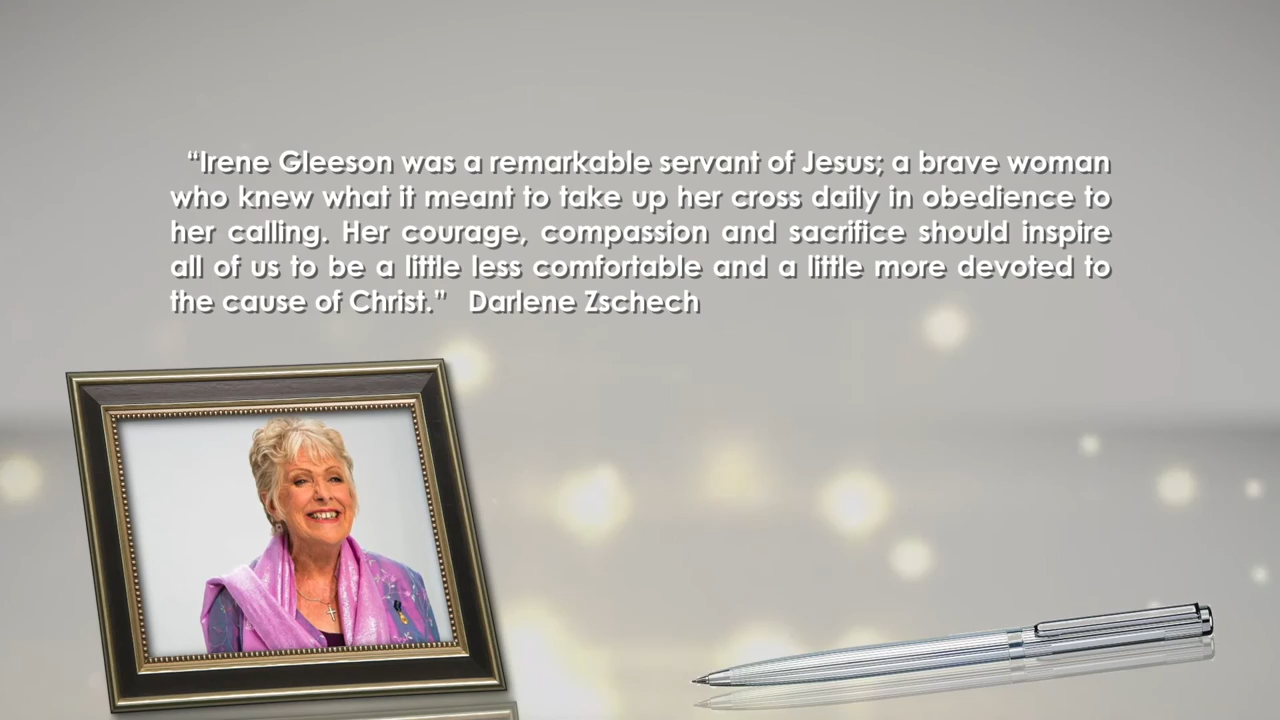 “Irene Gleeson was a remarkable servant of Jesus; a brave woman
who knew what it meant to take up her cross daily in obedience to
her calling. Her courage, compassion and sacrifice should inspire
all of us to be a little less comfortable and a little more devoted to
the cause of Christ.” Darlene Zschech